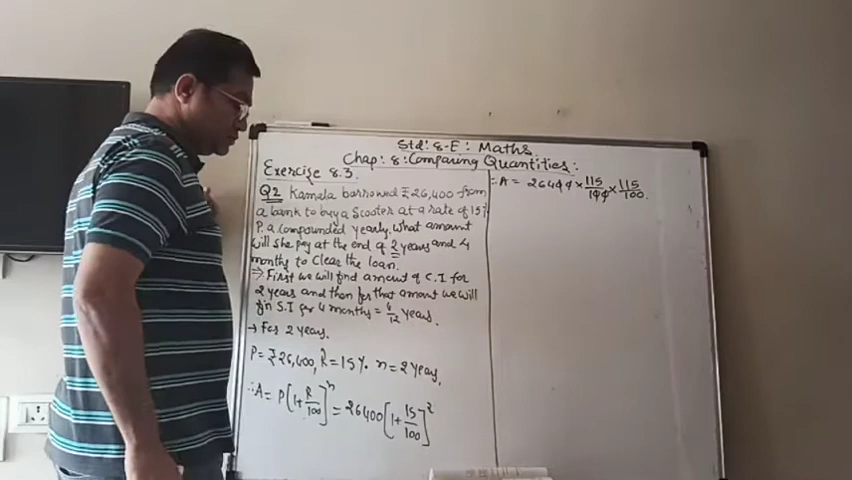 Std: 8-E: Maths.
Chap: 8: Comparing Quantities:
Exercise 8.3.
Q2 Kamala borrowed ₹26,400 from
a bank to buy a Scooter at a rate of 15%
P.a compounded yearly. What amount
will she pay at the end of 2 years and 4
months to clear the loan.
⇒ First we will find amount of C.I for
2 years and then for that amount we will
fin S.I for 4 months = 4/12 years.
→ For 2 years.
P = ₹26,400, R = 15%. n = 2 years,
∴ A = P[1+R/100]^n = 26400[1+15/100]^2
∴ A = 26400 × 115/100 × 115/100.